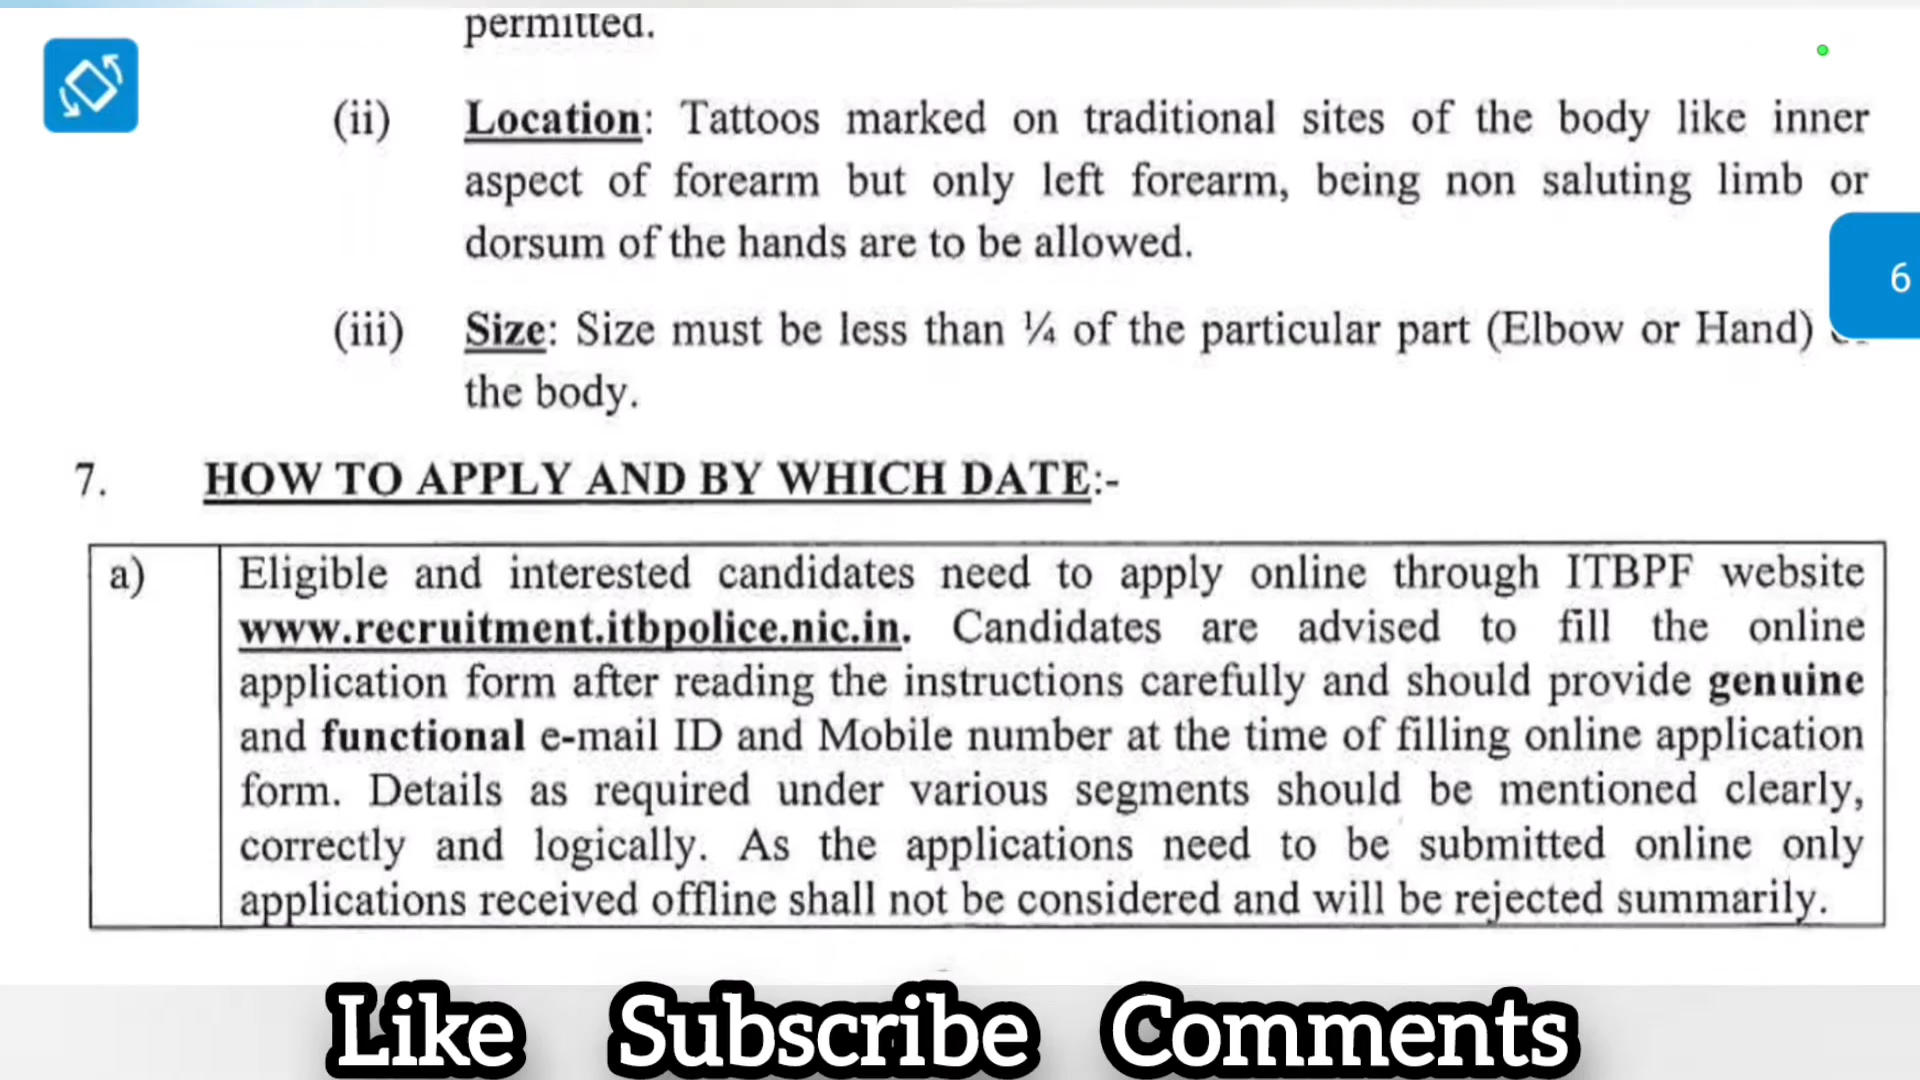 permitted.
(ii) Location: Tattoos marked on traditional sites of the body like inner
aspect of forearm but only left forearm, being non saluting limb or
dorsum of the hands are to be allowed.
6
(iii) Size: Size must be less than ¼ of the particular part (Elbow or Hand)
the body.
7. HOW TO APPLY AND BY WHICH DATE:-
a) Eligible and interested candidates need to apply online through ITBPF website
www.recruitment.itbpolice.nic.in. Candidates are advised to fill the online
application form after reading the instructions carefully and should provide genuine
and functional e-mail ID and Mobile number at the time of filling online application
form. Details as required under various segments should be mentioned clearly,
correctly and logically. As the applications need to be submitted online only
applications received offline shall not be considered and will be rejected summarily.
Like Subscribe Comments